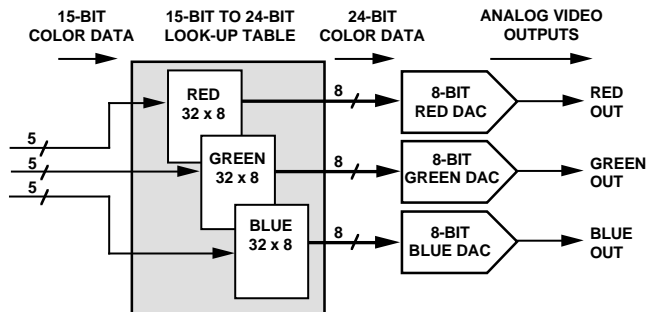 15-BIT
COLOR DATA
15-BIT TO 24-BIT
LOOK-UP TABLE
24-BIT
COLOR DATA
ANALOG VIDEO
OUTPUTS
RED
32 x 8
8
8-BIT
RED DAC
RED
OUT
5
GREEN
32 x 8
8
8-BIT
GREEN DAC
GREEN
OUT
5
5
BLUE
32 x 8
8
8-BIT
BLUE DAC
BLUE
OUT